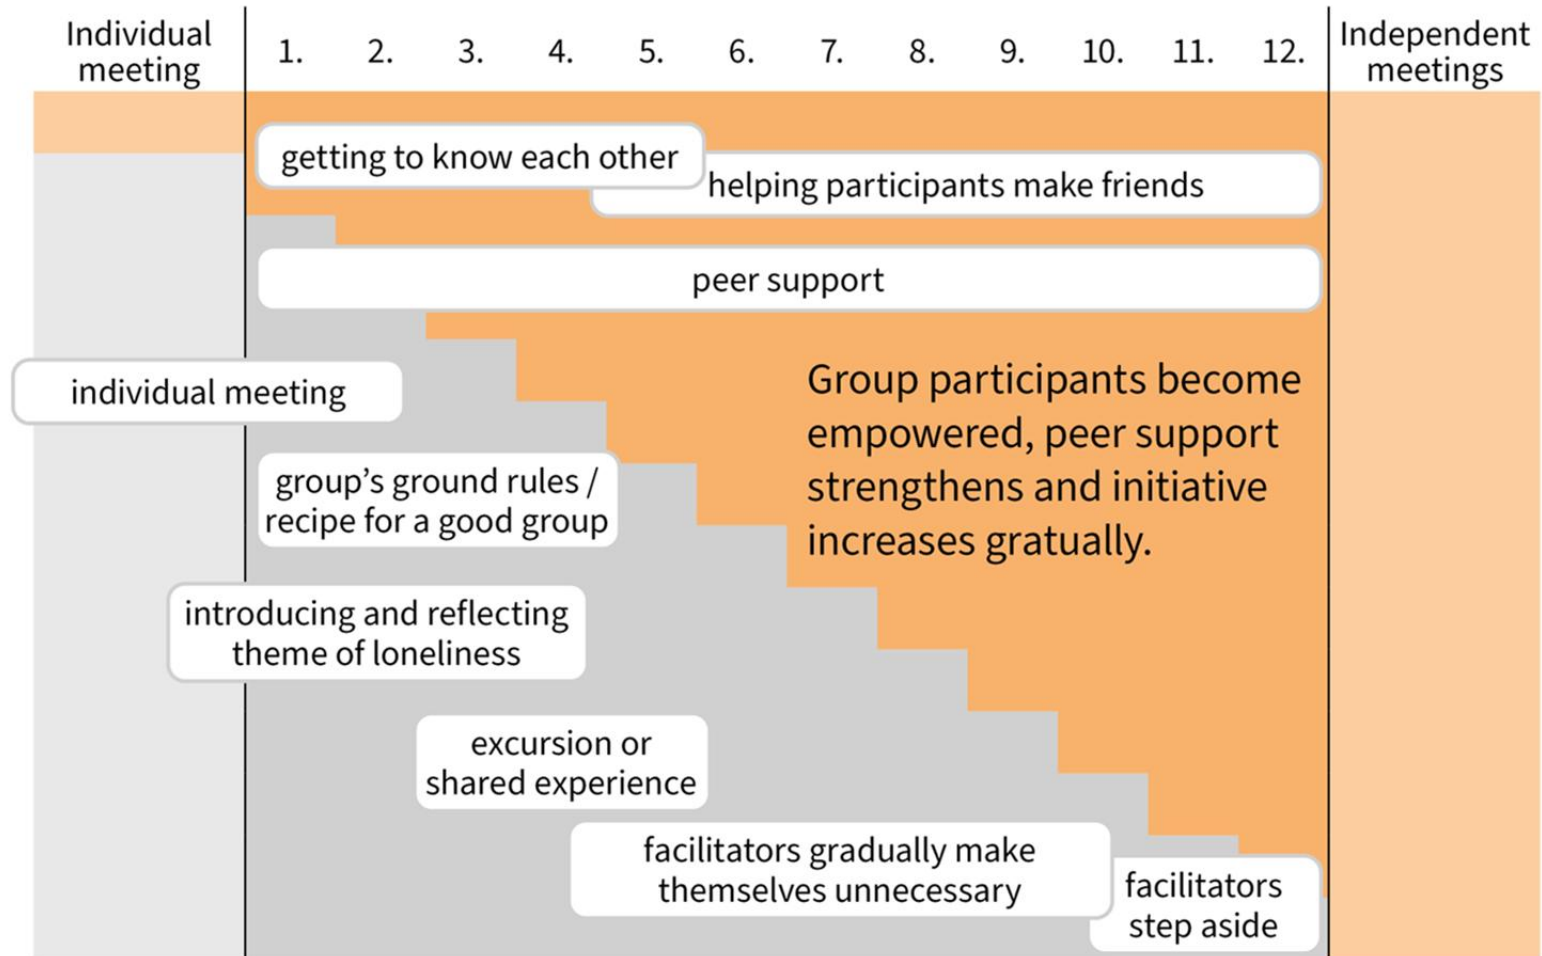 Individual
meeting
1. 2. 3. 4. 5. 6. 7. 8. 9. 10. 11. 12.
Independent
meetings
getting to know each other
helping participants make friends
peer support
individual meeting
Group participants become
empowered, peer support
strengthens and initiative
increases gratually.
group’s ground rules /
recipe for a good group
introducing and reflecting
theme of loneliness
excursion or
shared experience
facilitators gradually make
themselves unnecessary
facilitators
step aside